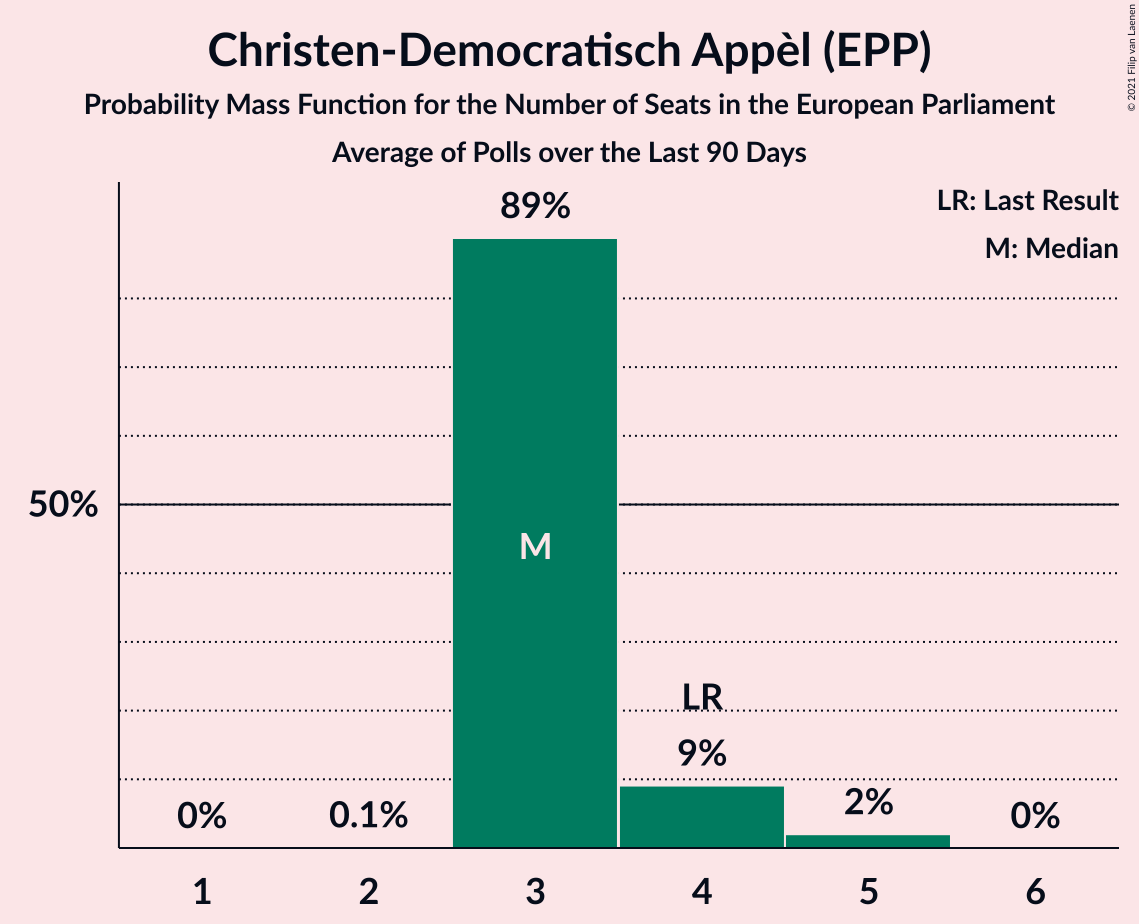 Christen-Democratisch Appèl (EPP)
Probability Mass Function for the Number of Seats in the European Parliament
Average of Polls over the Last 90 Days
© 2021 Filip van Laenen
LR: Last Result
M: Median
89%
50%
M
LR
9%
0%
0.1%
2%
0%
1 2 3 4 5 6